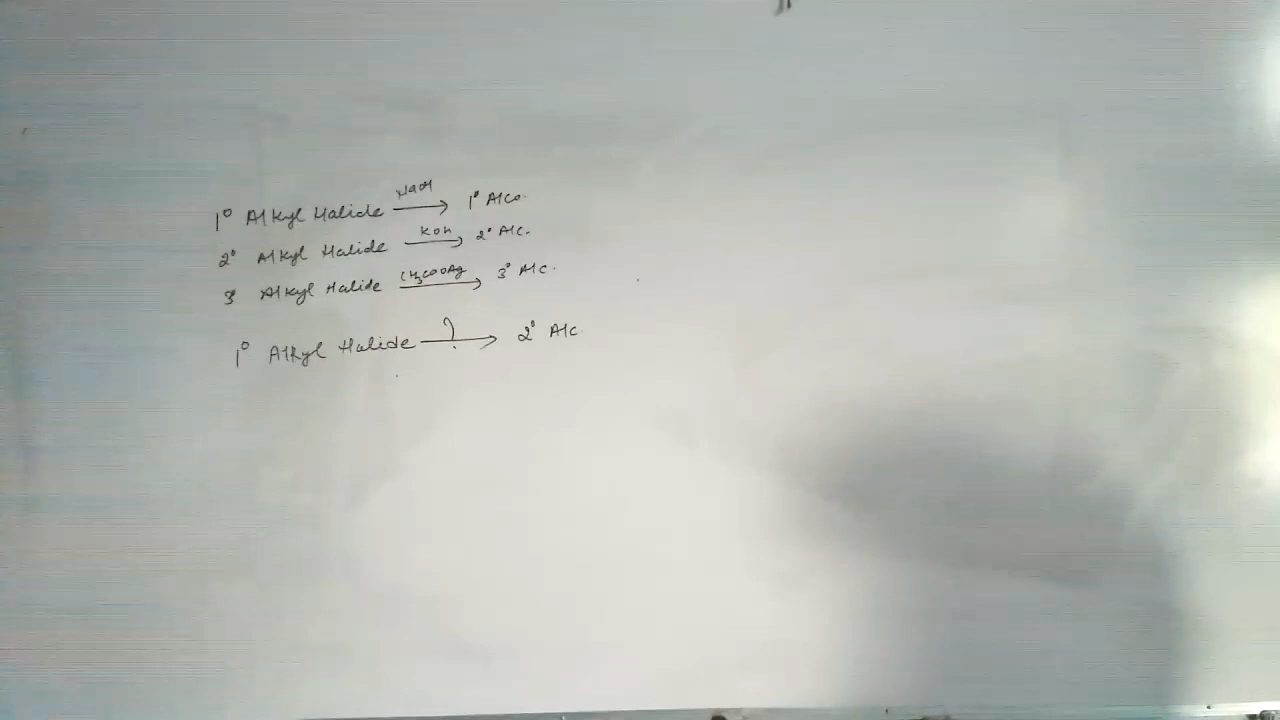 1° Alkyl Halide NaOH → 1° Alco.
2° Alkyl Halide KOH → 2° Alc.
3° Alkyl Halide CH3COOAg → 3° Alc.
1° Alkyl Halide ? → 2° Alc